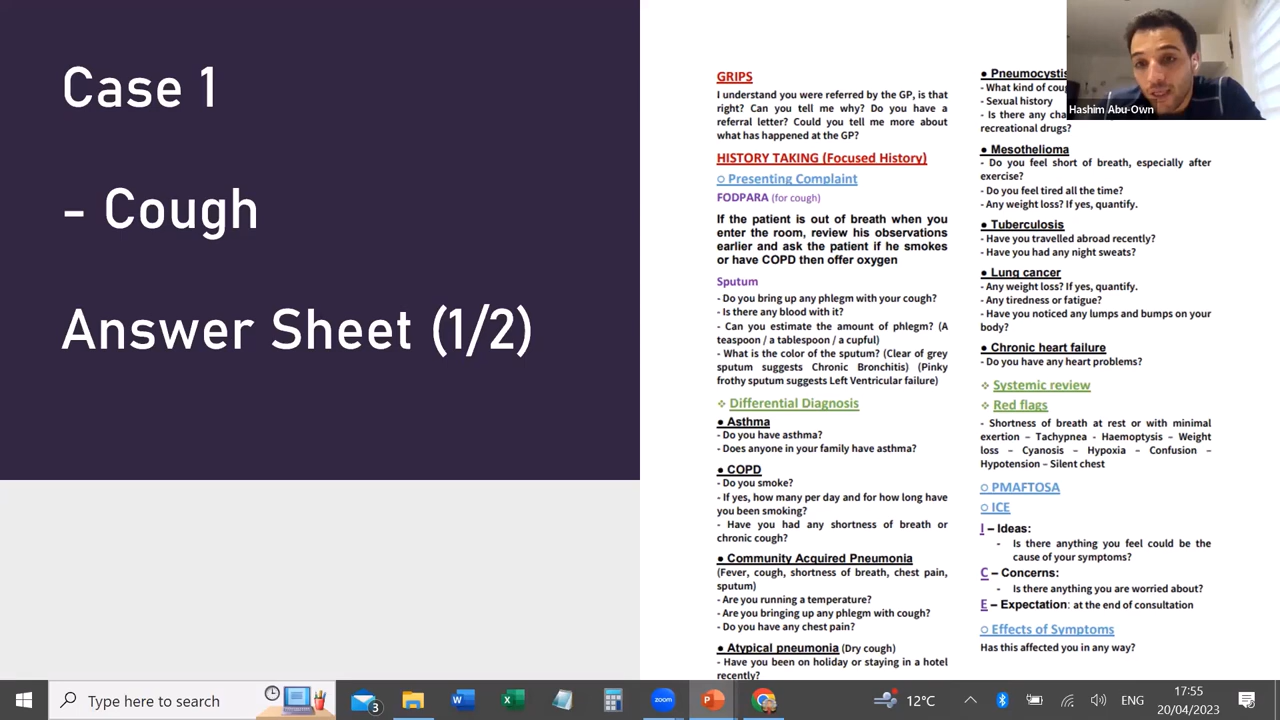 Case 1
- Cough
Answer Sheet (1/2)
GRIPS
I understand you were referred by the GP, is that
right? Can you tell me why? Do you have a
referral letter? Could you tell me more about
what has happened at the GP?
HISTORY TAKING (Focused History)
○ Presenting Complaint
FODPARA (for cough)
If the patient is out of breath when you
enter the room, review his observations
earlier and ask the patient if he smokes
or have COPD then offer oxygen
Sputum
- Do you bring up any phlegm with your cough?
- Is there any blood with it?
- Can you estimate the amount of phlegm? (A
teaspoon / a tablespoon / a cupful)
- What is the color of the sputum? (Clear of grey
sputum suggests Chronic Bronchitis) (Pinky
frothy sputum suggests Left Ventricular failure)
❖ Differential Diagnosis
● Asthma
- Do you have asthma?
- Does anyone in your family have asthma?
● COPD
- Do you smoke?
- If yes, how many per day and for how long have
you been smoking?
- Have you had any shortness of breath or
chronic cough?
● Community Acquired Pneumonia
(Fever, cough, shortness of breath, chest pain,
sputum)
- Are you running a temperature?
- Are you bringing up any phlegm with cough?
- Do you have any chest pain?
● Atypical pneumonia (Dry cough)
- Have you been on holiday or staying in a hotel
recently?
● Pneumocystis
- What kind of cou
- Sexual history
- Is there any cha
recreational drugs?
Hashim Abu-Own
● Mesothelioma
- Do you feel short of breath, especially after
exercise?
- Do you feel tired all the time?
- Any weight loss? If yes, quantify.
● Tuberculosis
- Have you travelled abroad recently?
- Have you had any night sweats?
● Lung cancer
- Any weight loss? If yes, quantify.
- Any tiredness or fatigue?
- Have you noticed any lumps and bumps on your
body?
● Chronic heart failure
- Do you have any heart problems?
❖ Systemic review
❖ Red flags
- Shortness of breath at rest or with minimal
exertion – Tachypnea - Haemoptysis – Weight
loss – Cyanosis – Hypoxia – Confusion –
Hypotension – Silent chest
○ PMAFTOSA
○ ICE
I – Ideas:
- Is there anything you feel could be the
cause of your symptoms?
C – Concerns:
- Is there anything you are worried about?
E – Expectation: at the end of consultation
○ Effects of Symptoms
Has this affected you in any way?
Type here to search
3
zoom
12°C
ENG
17:55
20/04/2023